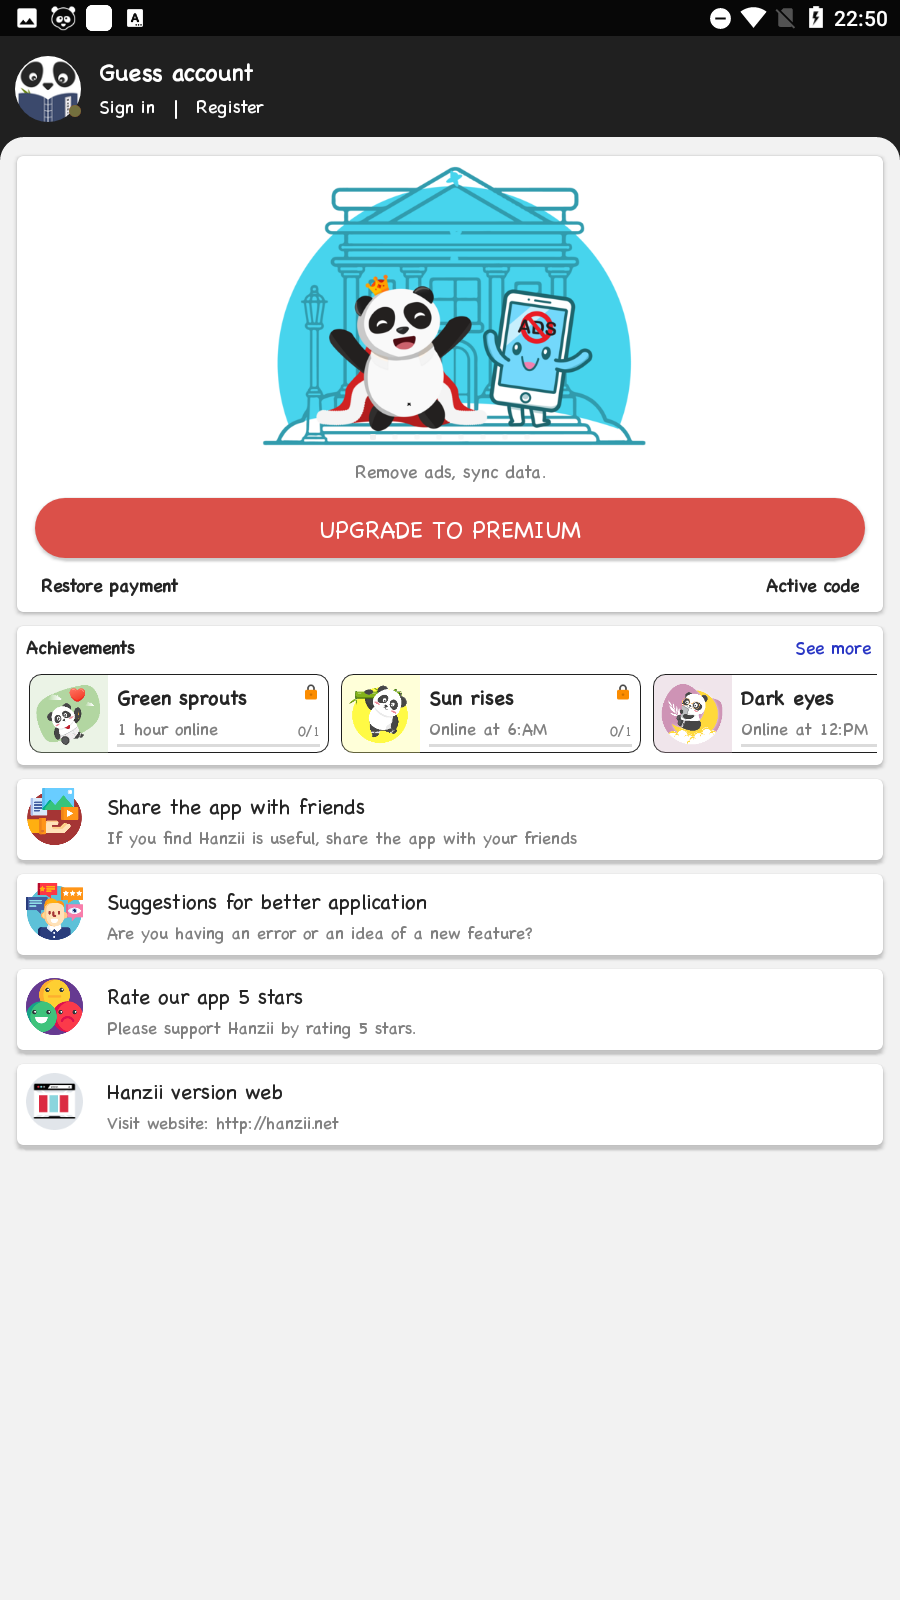 22:50
Guess account
Sign in | Register
ADS
Remove ads, sync data.
UPGRADE TO PREMIUM
Restore payment
Active code
Achievements
See more
Green sprouts
1 hour online
0/1
Sun rises
Online at 6:AM
0/1
Dark eyes
Online at 12:PM
Share the app with friends
If you find Hanzii is useful, share the app with your friends
Suggestions for better application
Are you having an error or an idea of a new feature?
Rate our app 5 stars
Please support Hanzii by rating 5 stars.
Hanzii version web
Visit website: http://hanzii.net